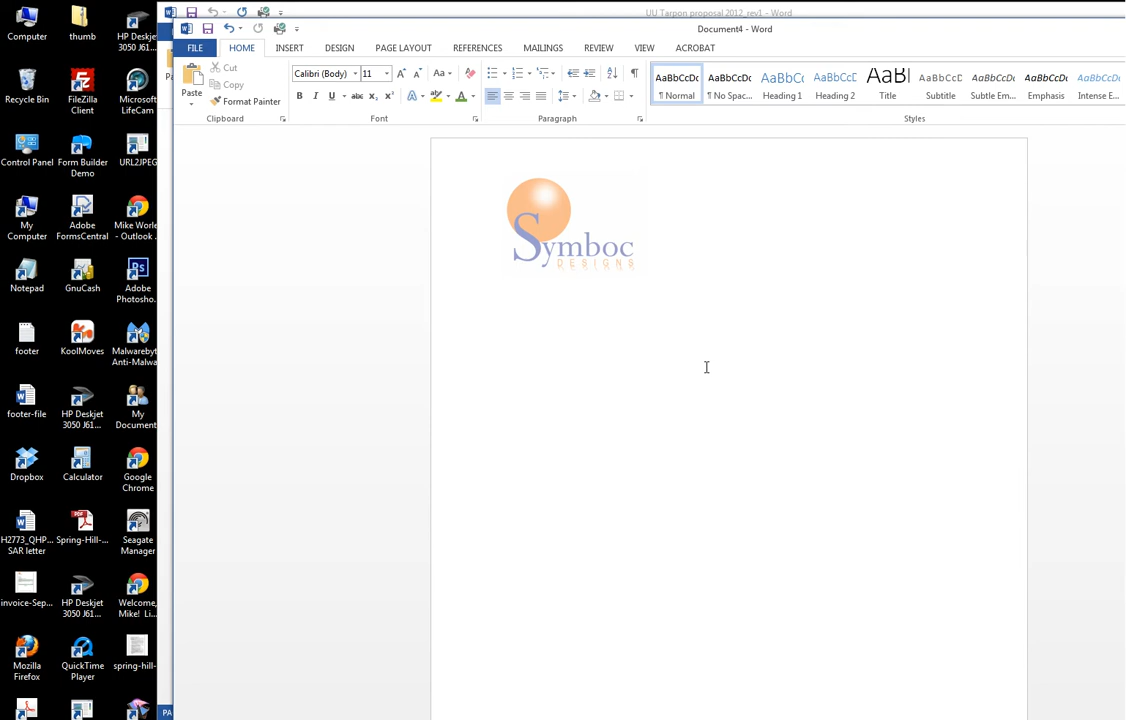 UU Tarpon proposal 2012_rev1 - Word
Document4 - Word
FILE HOME INSERT DESIGN PAGE LAYOUT REFERENCES MAILINGS REVIEW VIEW ACROBAT
Paste
Cut
Copy
Format Painter
Clipboard
Calibri (Body) 11
Font
Paragraph
AaBbCcDc AaBbCcDc AaBbCc AaBbCcE AaBl AaBbCcD AaBbCcDc AaBbCcDc AaBbCcDc
¶ Normal ¶ No Spac... Heading 1 Heading 2 Title Subtitle Subtle Em... Emphasis Intense E...
Styles
Symboc
DESIGNS
Computer thumb HP Deskjet
3050 J61...
Recycle Bin FileZilla
Client Microsoft
LifeCam
Control Panel Form Builder
Demo URL2JPEG
My
Computer Adobe
FormsCentral Mike Worle
- Outlook ...
Notepad GnuCash Adobe
Photosho...
footer KoolMoves Malwarebyt
Anti-Malwa
footer-file HP Deskjet
3050 J61... My
Document
Dropbox Calculator Google
Chrome
H2773_QHP...
SAR letter Spring-Hill-... Seagate
Manager
invoice-Sep... HP Deskjet
3050 J61... Welcome,
Mike! Li...
Mozilla
Firefox QuickTime
Player spring-hill-
PA